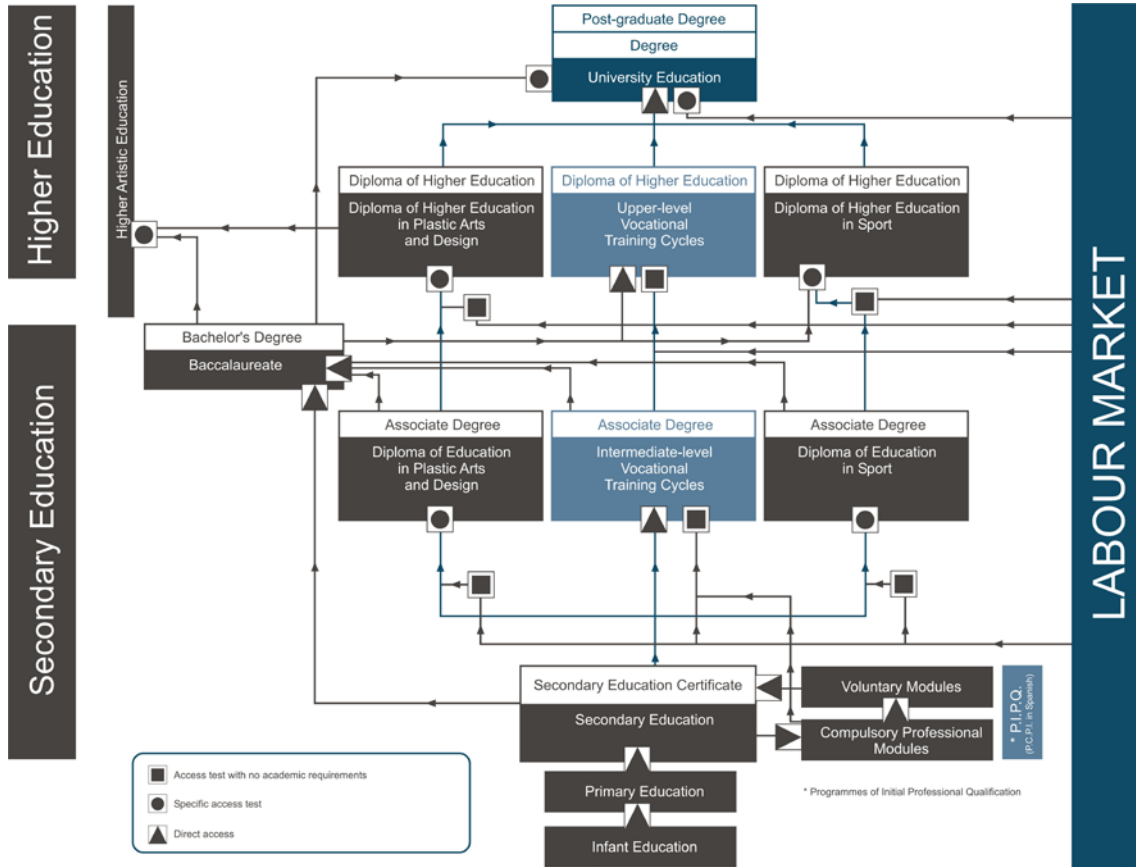 Higher Education
Higher Artistic Education
Post-graduate Degree
Degree
University Education
Diploma of Higher Education
Diploma of Higher Education
in Plastic Arts
and Design
Diploma of Higher Education
Upper-level
Vocational
Training Cycles
Diploma of Higher Education
Diploma of Higher Education
in Sport
LABOUR MARKET
Secondary Education
Bachelor's Degree
Baccalaureate
Associate Degree
Diploma of Education
in Plastic Arts
and Design
Associate Degree
Intermediate-level
Vocational
Training Cycles
Associate Degree
Diploma of Education
in Sport
Secondary Education Certificate
Secondary Education
Voluntary Modules
Compulsory Professional
Modules
* P.I.P.Q.
(P.C.P.I. in Spanish)
Primary Education
Infant Education
* Programmes of Initial Professional Qualification
Access test with no academic requirements
Specific access test
Direct access